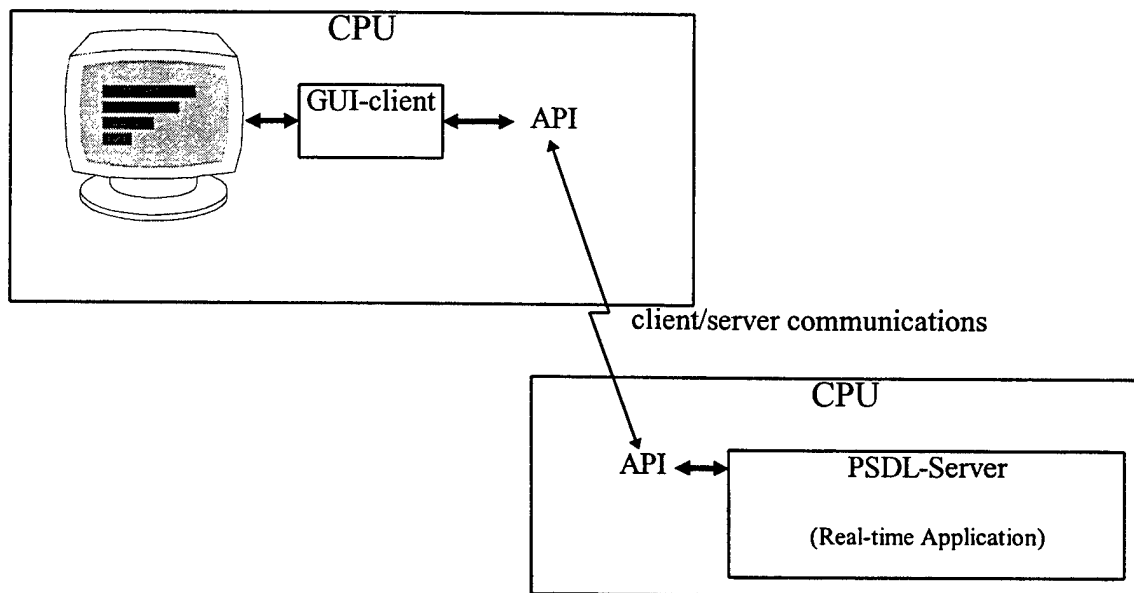 CPU
GUI-client
API
client/server communications
CPU
API
PSDL-Server
(Real-time Application)